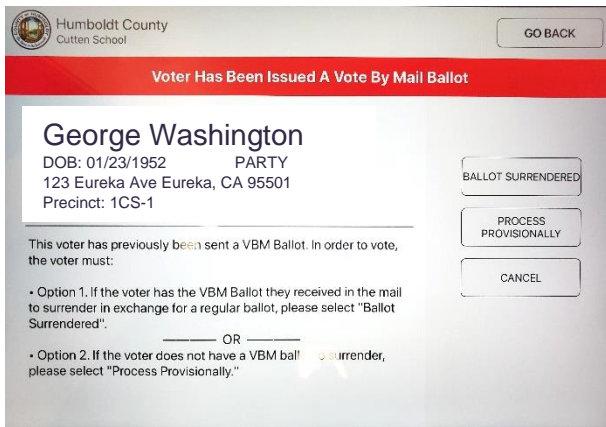 Humboldt County
Cutten School
GO BACK
Voter Has Been Issued A Vote By Mail Ballot
George Washington
DOB: 01/23/1952 PARTY
123 Eureka Ave Eureka, CA 95501
Precinct: 1CS-1
BALLOT SURRENDERED
PROCESS
PROVISIONALLY
CANCEL
This voter has previously been sent a VBM Ballot. In order to vote,
the voter must:
• Option 1. If the voter has the VBM Ballot they received in the mail
to surrender in exchange for a regular ballot, please select "Ballot
Surrendered".
OR
• Option 2. If the voter does not have a VBM ballot to surrender,
please select "Process Provisionally."